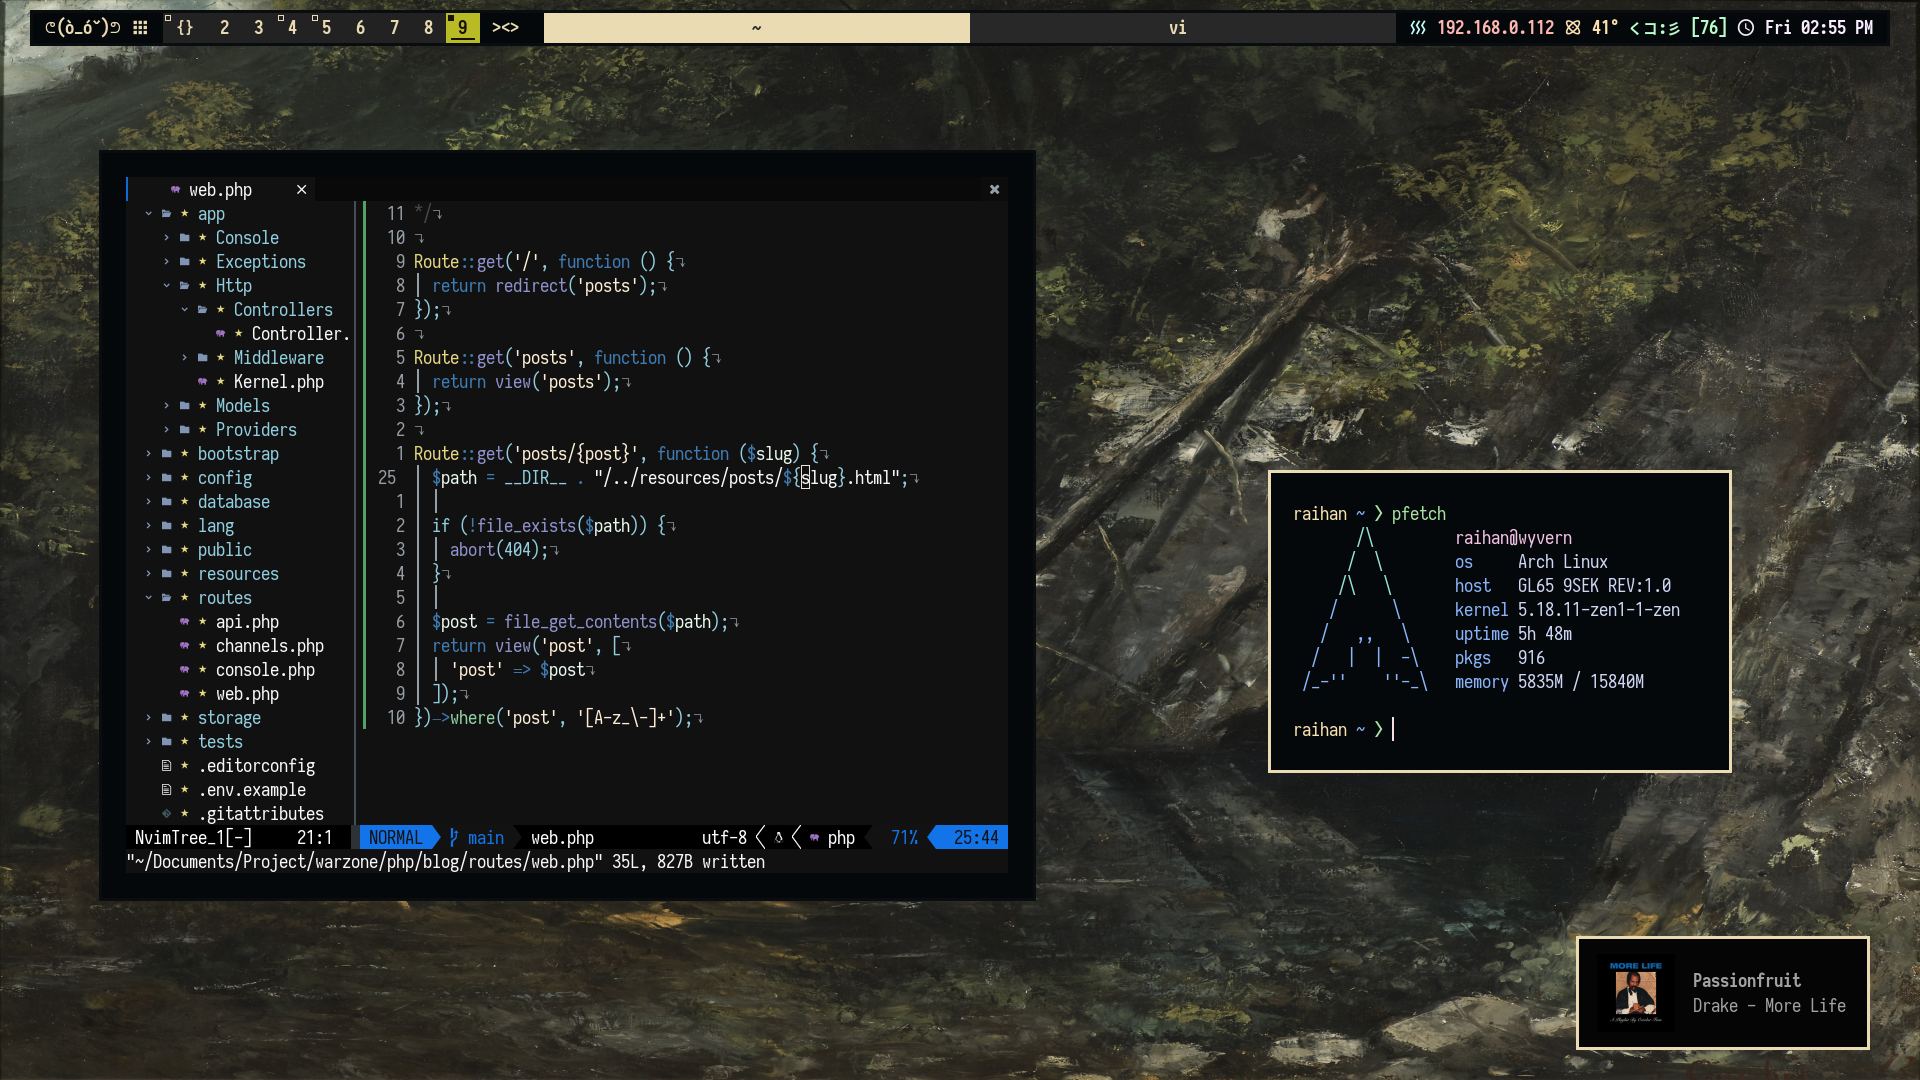 ᕦ(ò_óˇ)ᕤ {} 2 3 4 5 6 7 8 9 ><> ~ vi 192.168.0.112 41° くコ:彡 [76] Fri 02:55 PM
web.php
app
Console
Exceptions
Http
Controllers
Controller.
Middleware
Kernel.php
Models
Providers
bootstrap
config
database
lang
public
resources
routes
api.php
channels.php
console.php
web.php
storage
tests
.editorconfig
.env.example
.gitattributes
11 */
10
9 Route::get('/', function () {
8 return redirect('posts');
7 });
6
5 Route::get('posts', function () {
4 return view('posts');
3 });
2
1 Route::get('posts/{post}', function ($slug) {
25 $path = __DIR__ . "/../resources/posts/${slug}.html";
1
2 if (!file_exists($path)) {
3 abort(404);
4 }
5
6 $post = file_get_contents($path);
7 return view('post', [
8 'post' => $post
9 ]);
10 })->where('post', '[A-z_\-]+');
NvimTree_1[-] 21:1 NORMAL main web.php utf-8 php 71% 25:44
"~/Documents/Project/warzone/php/blog/routes/web.php" 35L, 827B written
raihan ~ ❯ pfetch
raihan@wyvern
os Arch Linux
host GL65 9SEK REV:1.0
kernel 5.18.11-zen1-1-zen
uptime 5h 48m
pkgs 916
memory 5835M / 15840M
raihan ~ ❯
MORE LIFE
Passionfruit
Drake - More Life